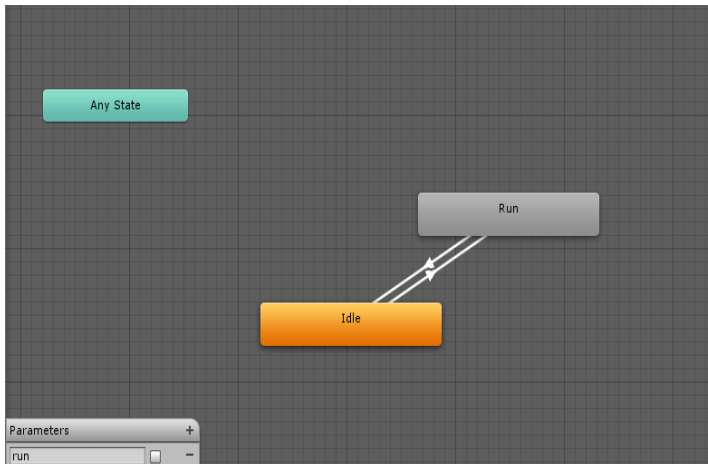 Any State
Run
Idle
Parameters +
run -